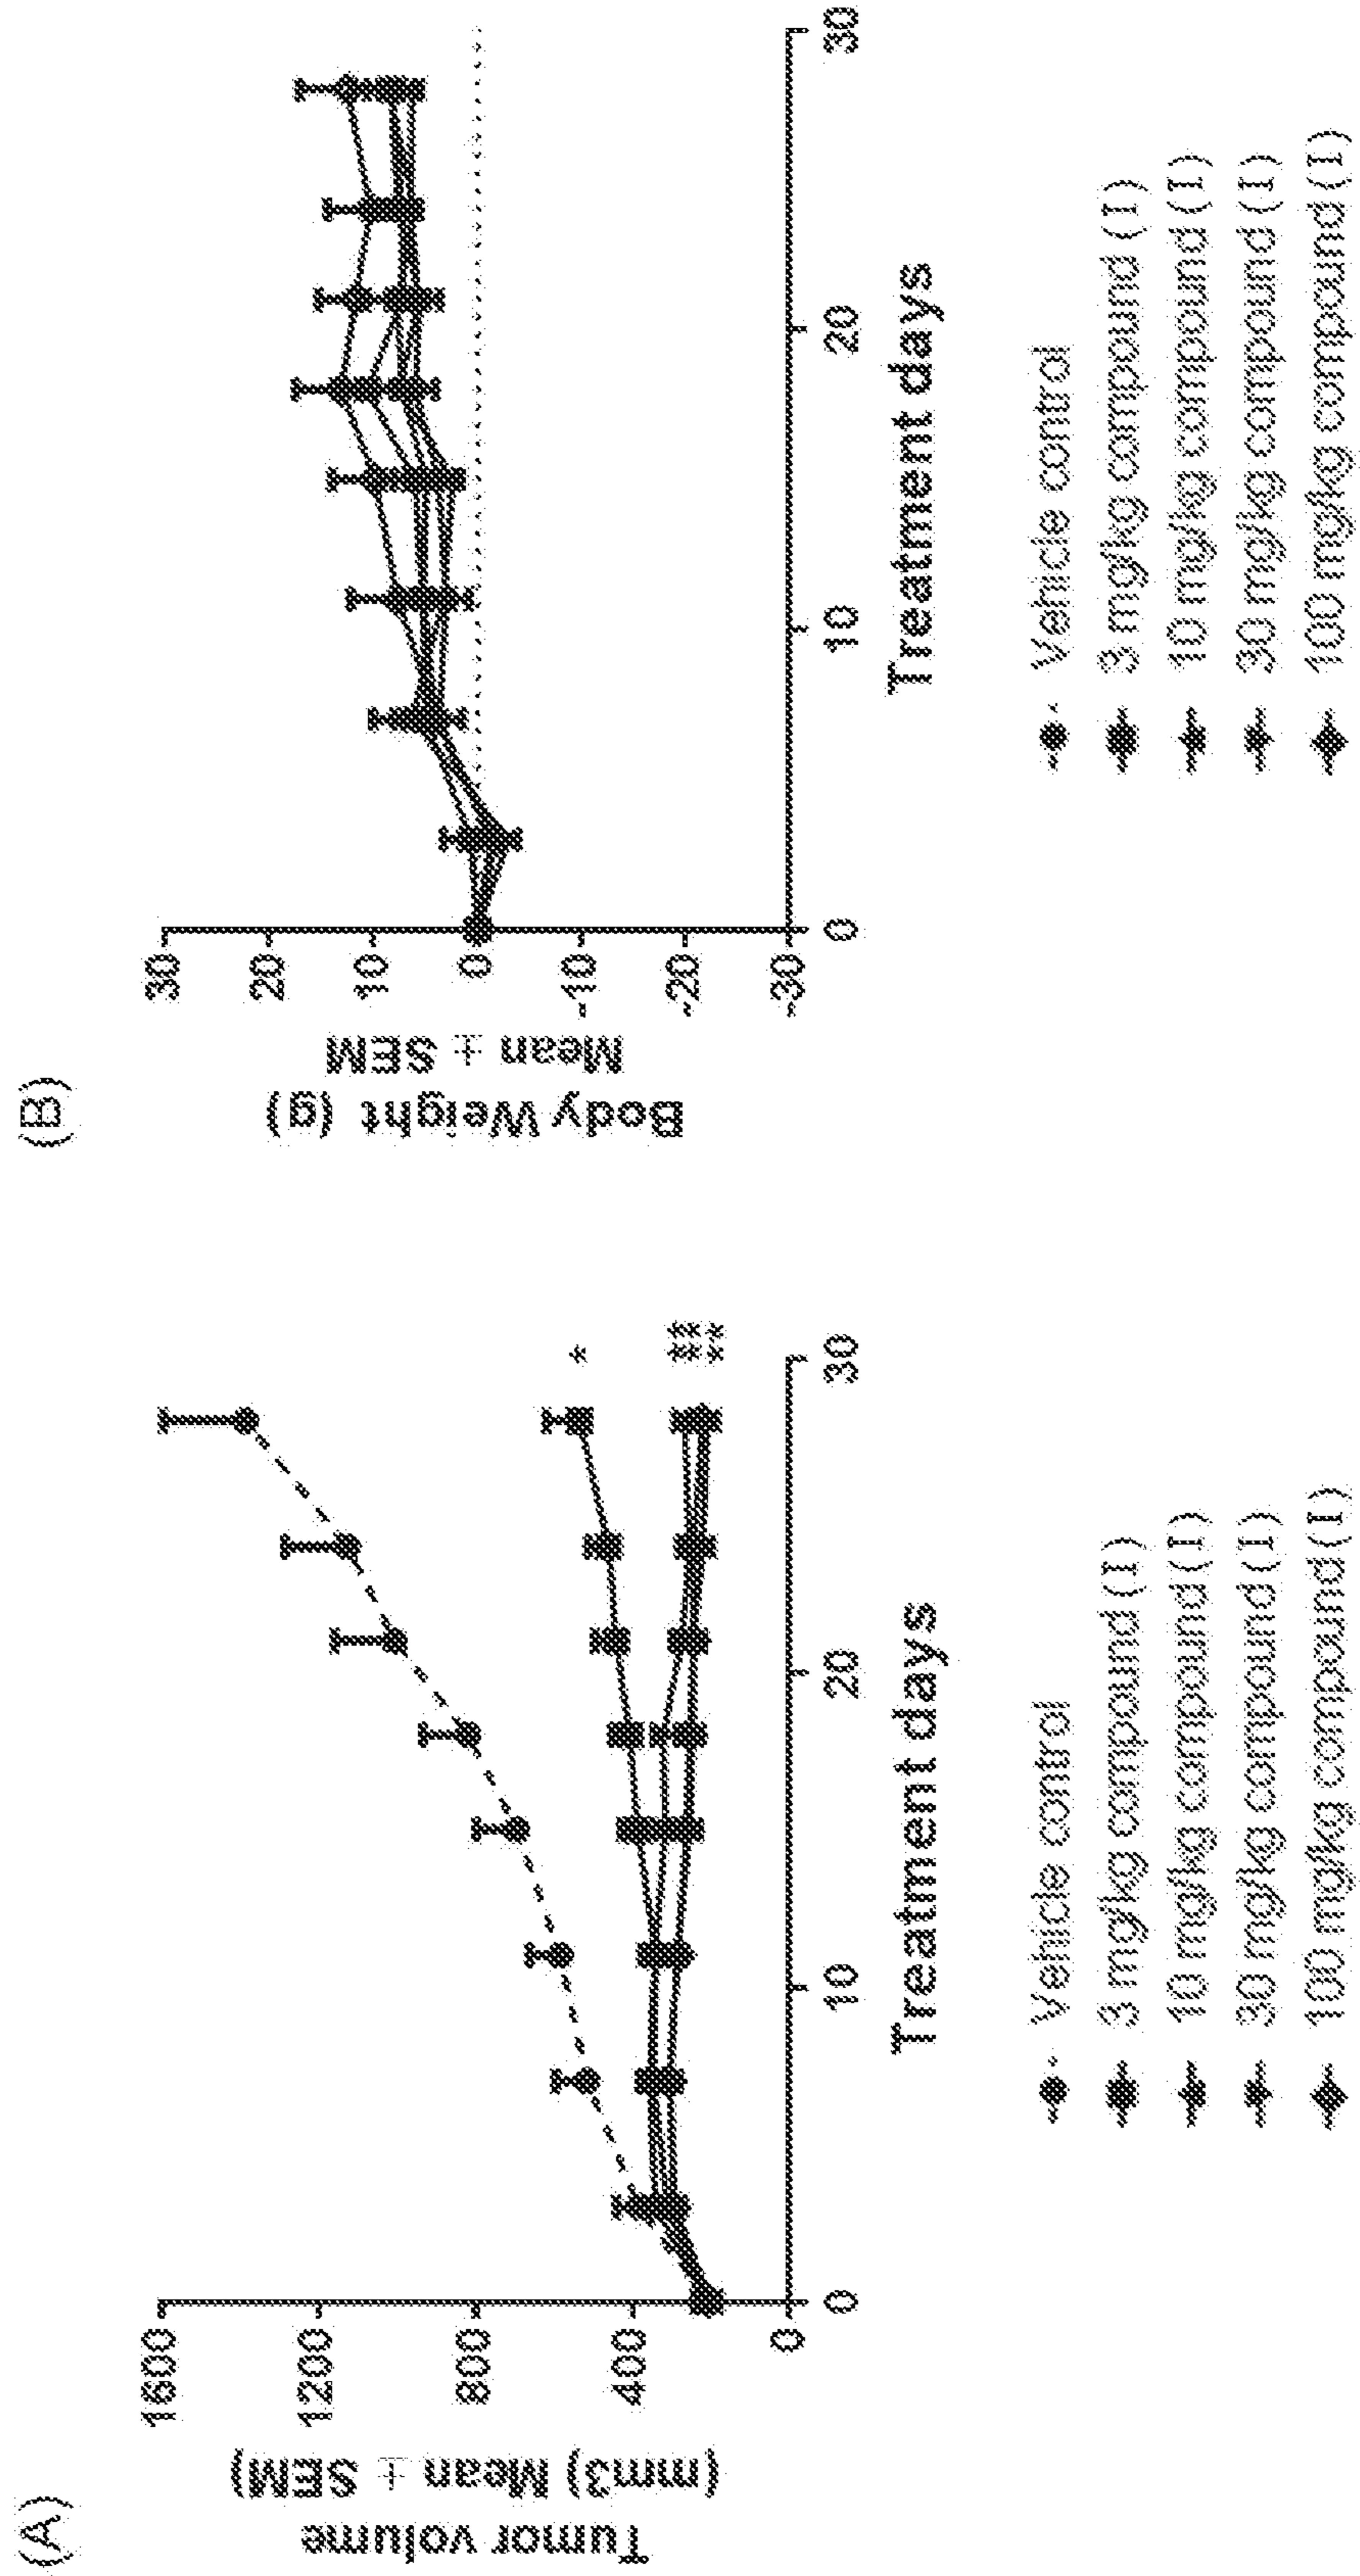 (A)
Tumor volume
(mm3) Mean ± SEM)
1600
1200
800
400
0
0
10
20
30
*
##
**
Treatment days
Vehicle control
3 mg/kg compound (I)
10 mg/kg compound (I)
30 mg/kg compound (I)
100 mg/kg compound (I)
(B)
Body Weight (g)
Mean ± SEM
30
20
10
0
-10
-20
-30
0
10
20
30
Treatment days
Vehicle control
3 mg/kg compound (I)
10 mg/kg compound (I)
30 mg/kg compound (I)
100 mg/kg compound (I)